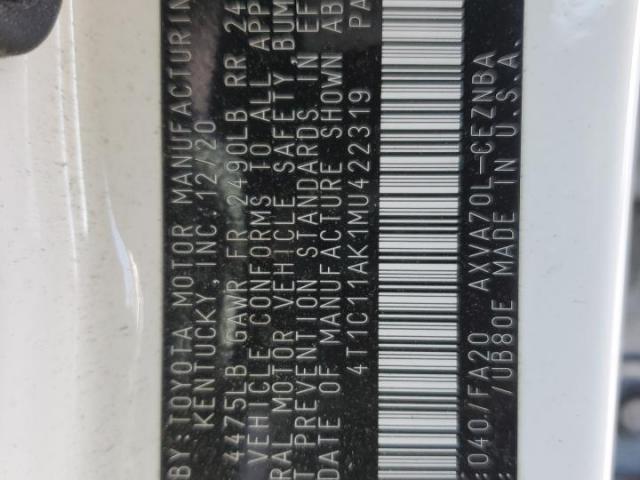 BY:TOYOTA MOTOR MANUFACTURIN
KENTUCKY, INC. 12/20
4475LB GAWR FR 2490LB RR 24
VEHICLE CONFORMS TO ALL APP
RAL MOTOR VEHICLE SAFETY, BUM
T PREVENTION STANDARDS IN EF
DATE OF MANUFACTURE SHOWN AB
4T1C11AK1MU422319 PA
:040/FA20 AXVA70L-CEZNBA
:/UB80E MADE IN U.S.A.